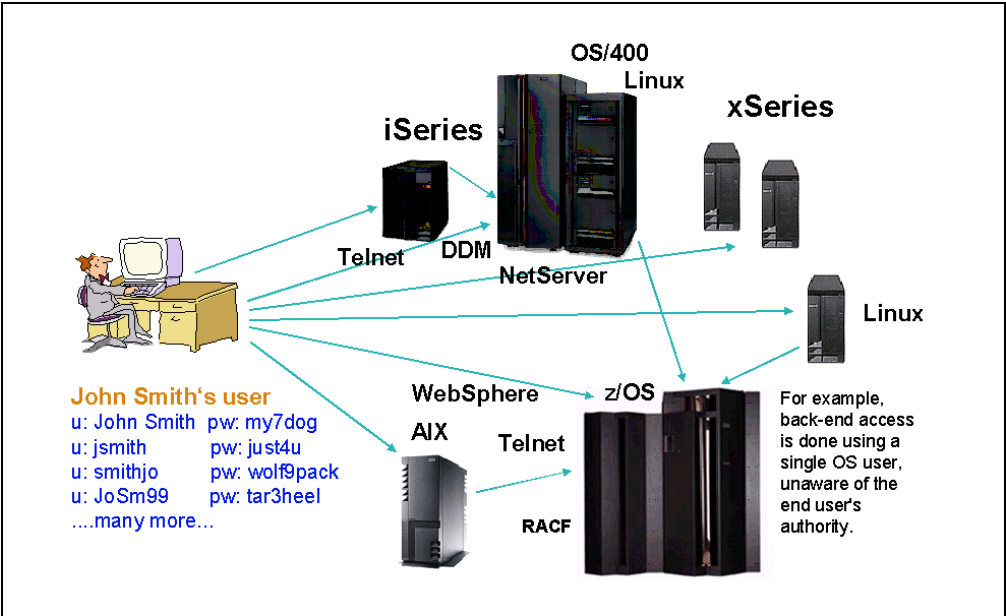 OS/400
Linux
xSeries
iSeries
Telnet
DDM
NetServer
Linux
John Smith's user
u: John Smith pw: my7dog
u: jsmith pw: just4u
u: smithjo pw: wolf9pack
u: JoSm99 pw: tar3heel
....many more...
WebSphere
z/OS
AIX
Telnet
RACF
For example,
back-end access
is done using a
single OS user,
unaware of the
end user's
authority.